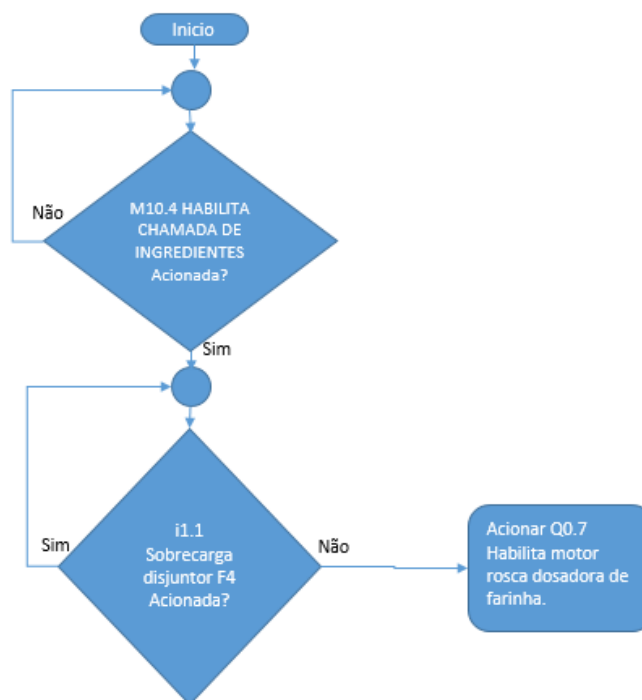 Inicio
Não
M10.4 HABILITA
CHAMADA DE
INGREDIENTES
Acionada?
Sim
i1.1
Sobrecarga
disjuntor F4
Acionada?
Sim
Não
Acionar Q0.7
Habilita motor
rosca dosadora de
farinha.